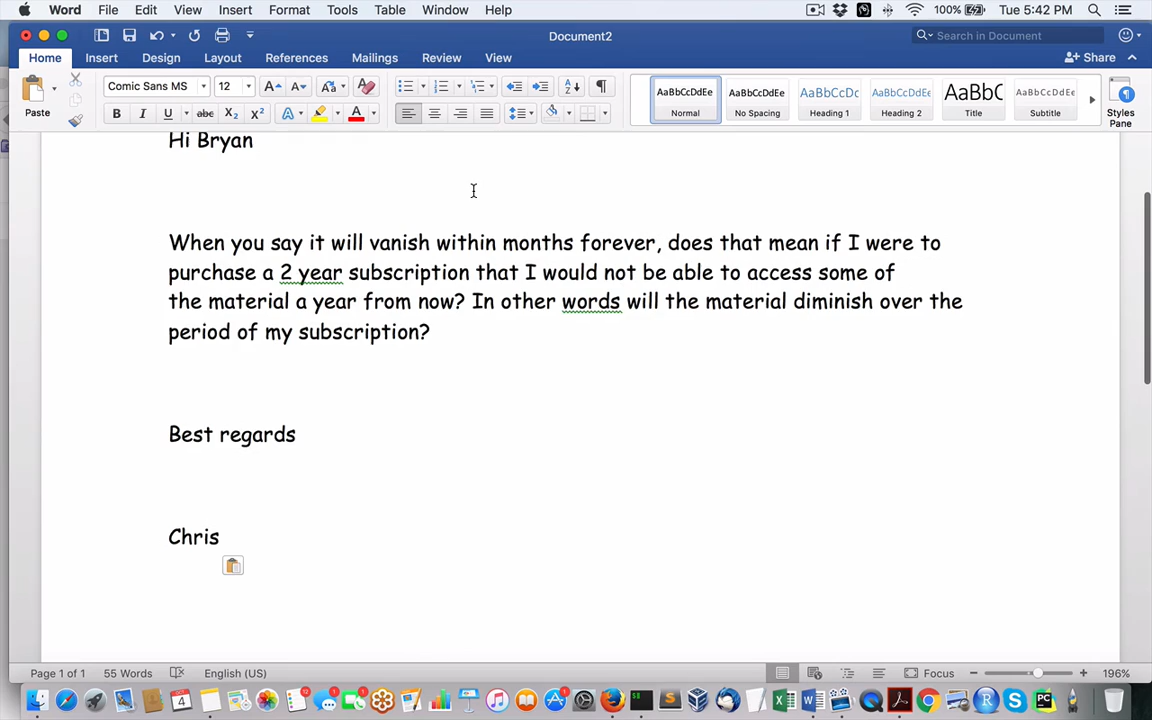 Word File Edit View Insert Format Tools Table Window Help 100% Tue 5:42 PM
Document2 Search in Document
Home Insert Design Layout References Mailings Review View Share
Comic Sans MS 12 AaBbCcDdEe AaBbCcDdEe AaBbCcDc AaBbCcDdEe AaBbC AaBbCcDdEe
Paste B I U abc X2 X2 A A Normal No Spacing Heading 1 Heading 2 Title Subtitle Styles Pane
Hi Bryan
When you say it will vanish within months forever, does that mean if I were to
purchase a 2 year subscription that I would not be able to access some of
the material a year from now? In other words will the material diminish over the
period of my subscription?
Best regards
Chris
Page 1 of 1 55 Words English (US) Focus 196%